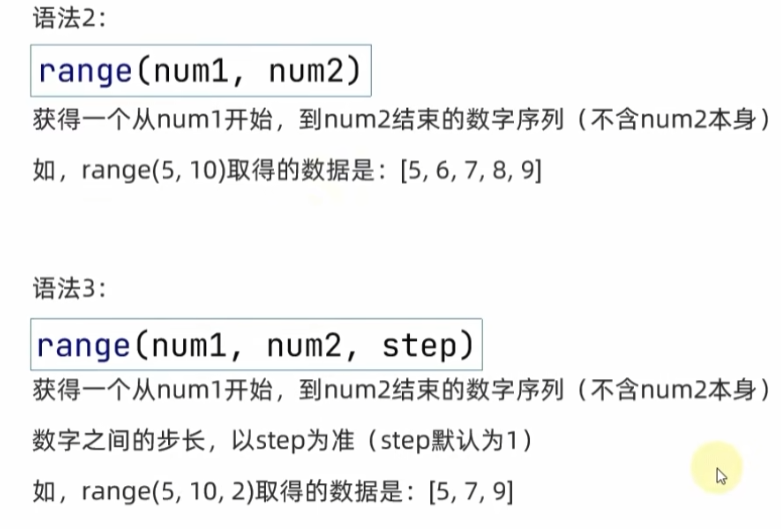 语法2：
range(num1, num2)
获得一个从num1开始，到num2结束的数字序列（不含num2本身）
如，range(5, 10)取得的数据是：[5, 6, 7, 8, 9]
语法3：
range(num1, num2, step)
获得一个从num1开始，到num2结束的数字序列（不含num2本身）
数字之间的步长，以step为准（step默认为1）
如，range(5, 10, 2)取得的数据是：[5, 7, 9]